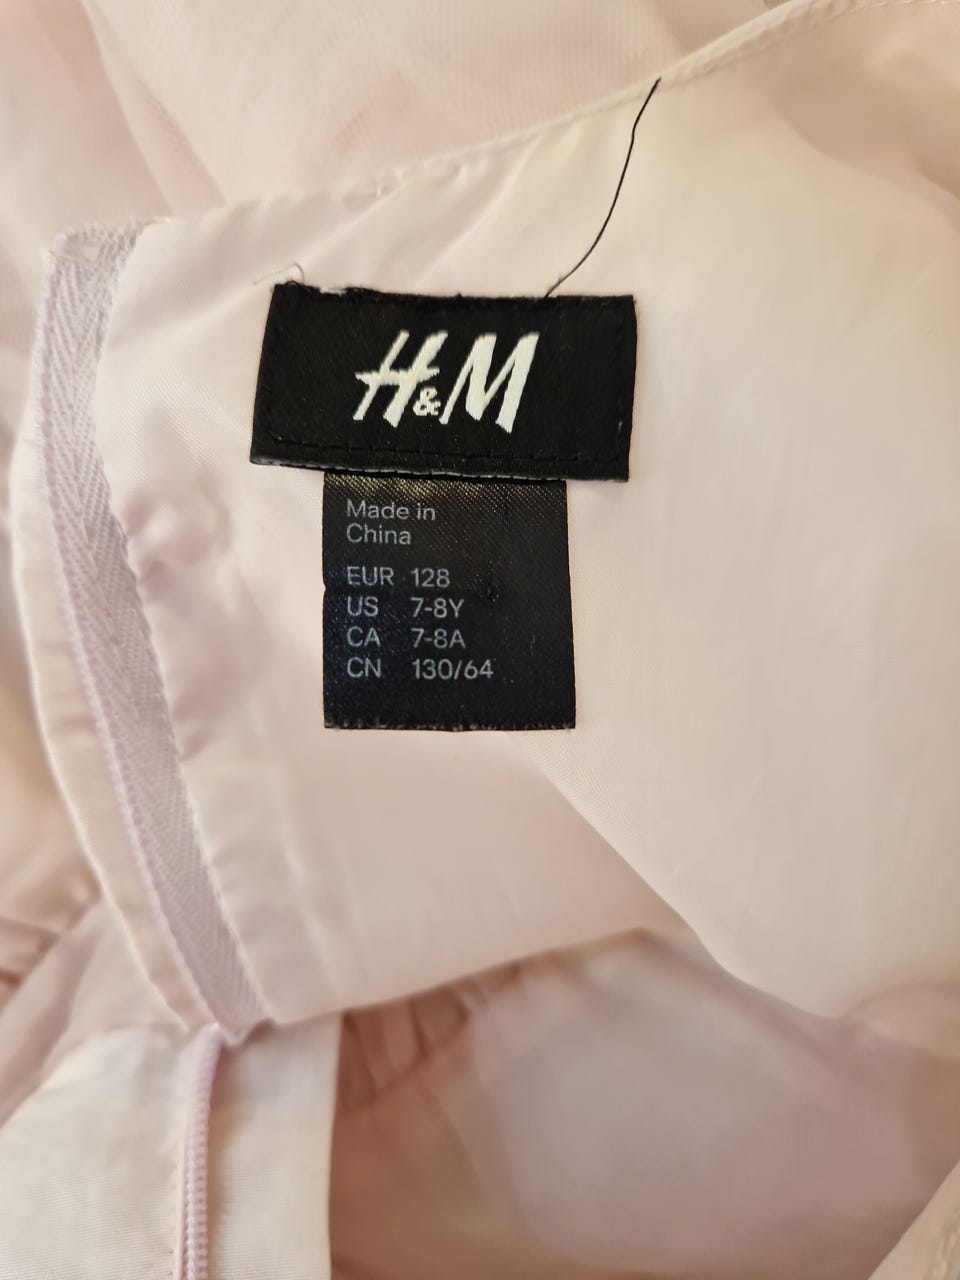 H&M
Made in
China
EUR 128
US 7-8Y
CA 7-8A
CN 130/64